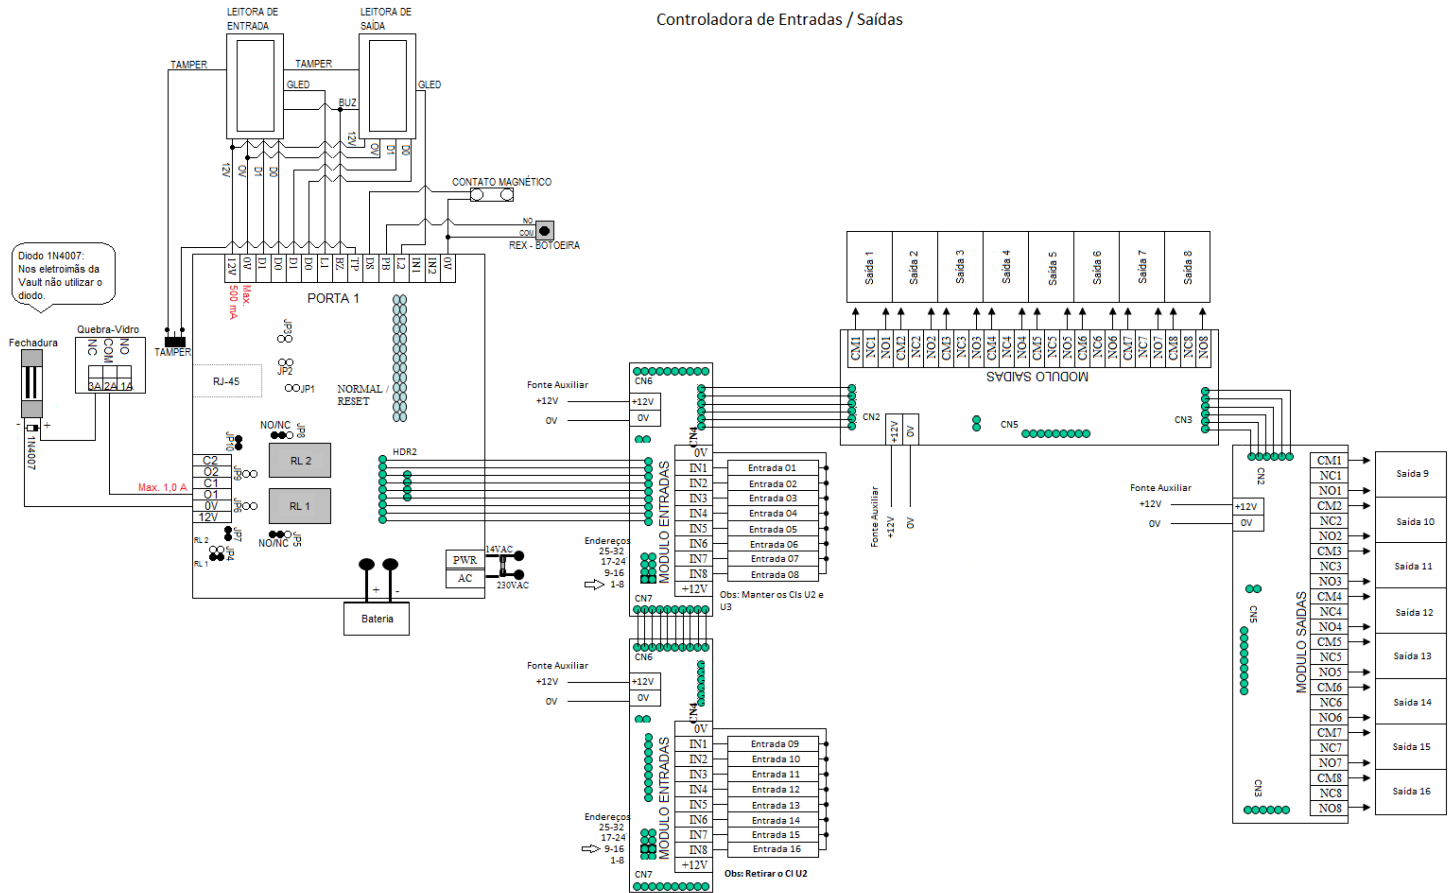 Controladora de Entradas / Saídas
LEITORA DE
ENTRADA
LEITORA DE
SAÍDA
TAMPER
TAMPER
GLED
GLED
BUZ
12V
0V
D1
D0
12V
0V
D1
D0
CONTATO MAGNÉTICO
NO
COM
REX - BOTOEIRA
Diodo 1N4007:
Nos eletroimãs da
Vault não utilizar o
diodo.
12V
0V
D1
D0
D1
D0
L1
BZ
TP
DS
PB
L2
IN1
IN2
0V
Max.
500 mA
PORTA 1
Fechadura
Quebra-Vidro
NC
COM
NO
3A
2A
1A
TAMPER
JP3
JP2
JP1
RJ-45
NORMAL /
RESET
- +
1N4007
NO/NC
JP8
JP10
RL 2
JP9
C2
O2
C1
O1
0V
12V
Max. 1,0 A
JP6
RL 1
JP7
NO/NC
JP5
RL 2
RL 1
JP4
HDR2
PWR
AC
14VAC
230VAC
+ -
Bateria
CN6
Fonte Auxiliar
+12V
0V
+12V
0V
CN4
MODULO ENTRADAS
0V
IN1
IN2
IN3
IN4
IN5
IN6
IN7
IN8
+12V
Entrada 01
Entrada 02
Entrada 03
Entrada 04
Entrada 05
Entrada 06
Entrada 07
Entrada 08
Endereços
25-32
17-24
9-16
1-8
CN7
Obs: Manter os CIs U2 e
U3
CN6
Fonte Auxiliar
+12V
0V
+12V
0V
CN4
MODULO ENTRADAS
0V
IN1
IN2
IN3
IN4
IN5
IN6
IN7
IN8
+12V
Entrada 09
Entrada 10
Entrada 11
Entrada 12
Entrada 13
Entrada 14
Entrada 15
Entrada 16
Endereços
25-32
17-24
9-16
1-8
CN7
Obs: Retirar o CI U2
Saída 1
Saída 2
Saída 3
Saída 4
Saída 5
Saída 6
Saída 7
Saída 8
CM1
NC1
NO1
CM2
NC2
NO2
CM3
NC3
NO3
CM4
NC4
NO4
CM5
NC5
NO5
CM6
NC6
NO6
CM7
NC7
NO7
CM8
NC8
NO8
MODULO SAIDAS
CN2
CN5
CN3
+12V
0V
Fonte Auxiliar
+12V
0V
CN2
Fonte Auxiliar
+12V
0V
+12V
0V
CN5
CN3
MODULO SAIDAS
CM1
NC1
NO1
CM2
NC2
NO2
CM3
NC3
NO3
CM4
NC4
NO4
CM5
NC5
NO5
CM6
NC6
NO6
CM7
NC7
NO7
CM8
NC8
NO8
Saída 9
Saída 10
Saída 11
Saída 12
Saída 13
Saída 14
Saída 15
Saída 16